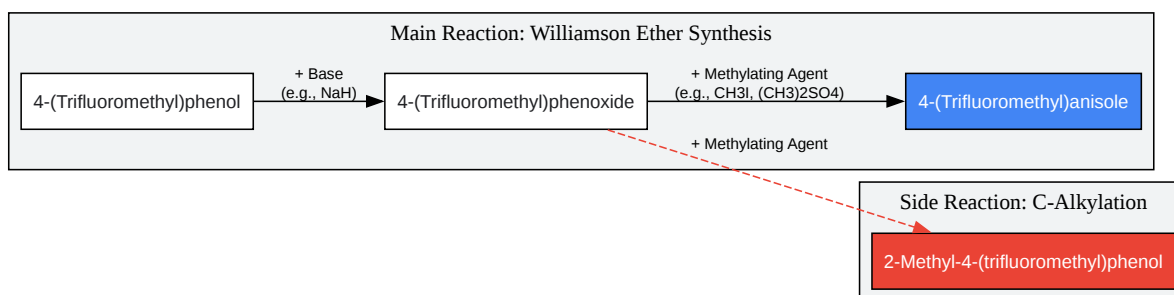 Main Reaction: Williamson Ether Synthesis
4-(Trifluoromethyl)phenol
+ Base
(e.g., NaH)
4-(Trifluoromethyl)phenoxide
+ Methylating Agent
(e.g., CH3I, (CH3)2SO4)
4-(Trifluoromethyl)anisole
+ Methylating Agent
Side Reaction: C-Alkylation
2-Methyl-4-(trifluoromethyl)phenol